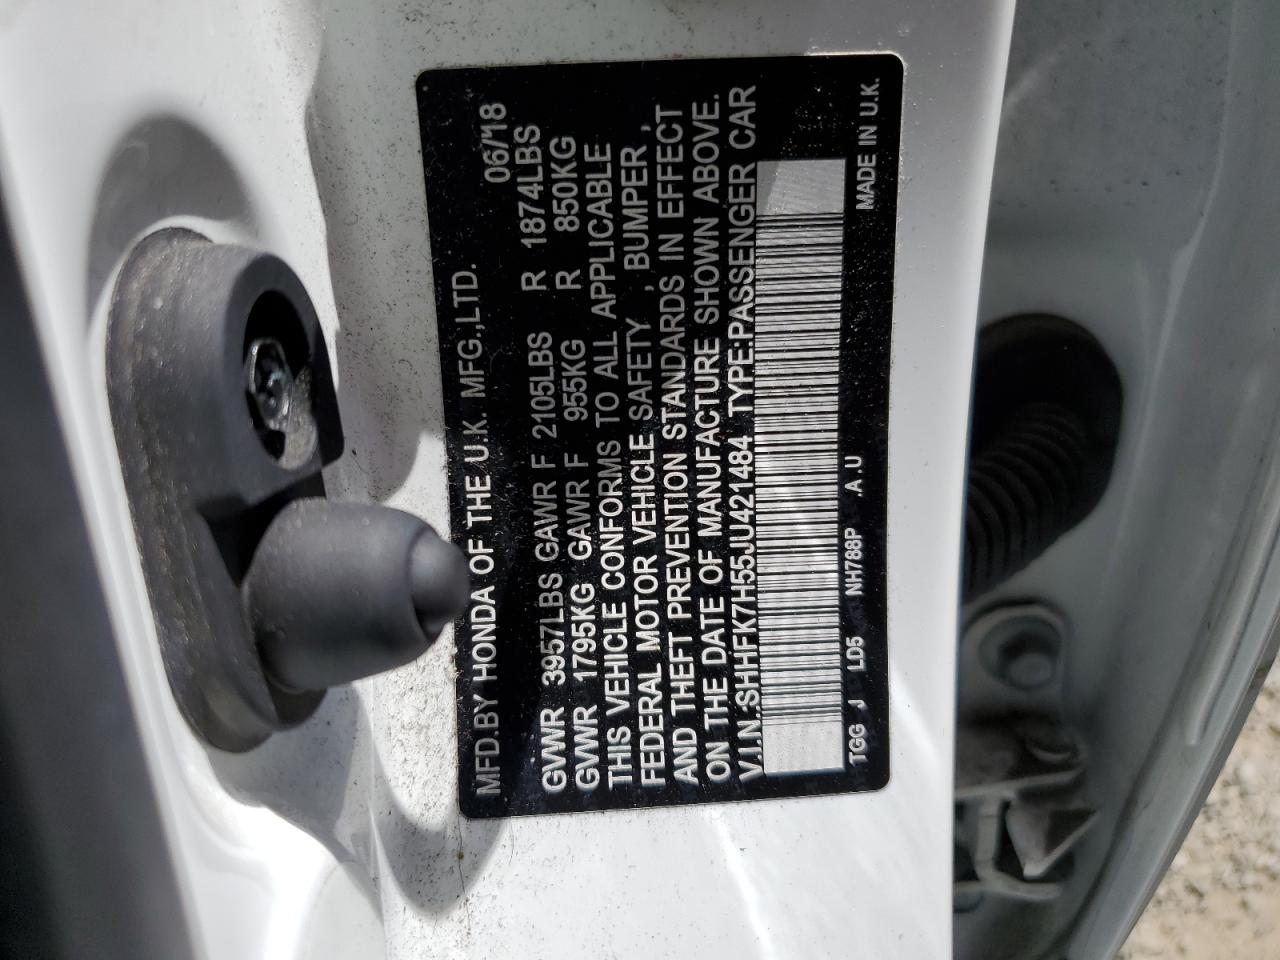 MFD.BY HONDA OF THE U.K. MFG.,LTD. 06/18
GVWR 3957LBS GAWR F 2105LBS R 1874LBS
GVWR 1795KG GAWR F 955KG R 850KG
THIS VEHICLE CONFORMS TO ALL APPLICABLE
FEDERAL MOTOR VEHICLE SAFETY , BUMPER ,
AND THEFT PREVENTION STANDARDS IN EFFECT
ON THE DATE OF MANUFACTURE SHOWN ABOVE.
V.I.N.:SHHFK7H55JU421484 TYPE:PASSENGER CAR
TGG J LD5 NH788P .A.U MADE IN U.K.